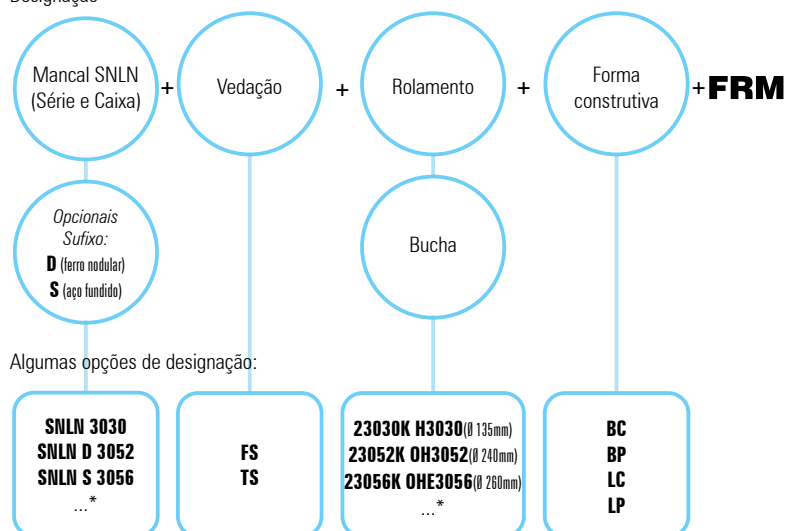 Designação
Mancal SNLN
(Série e Caixa)
+
Vedação
+
Rolamento
+
Forma
construtiva
+FRM
Opcionais
Sufixo:
D (ferro nodular)
S (aço fundido)
Bucha
Algumas opções de designação:
SNLN 3030
SNLN D 3052
SNLN S 3056
...*
FS
TS
23030K H3030(Ø 135mm)
23052K OH3052(Ø 240mm)
23056K OHE3056(Ø 260mm)
...*
BC
BP
LC
LP